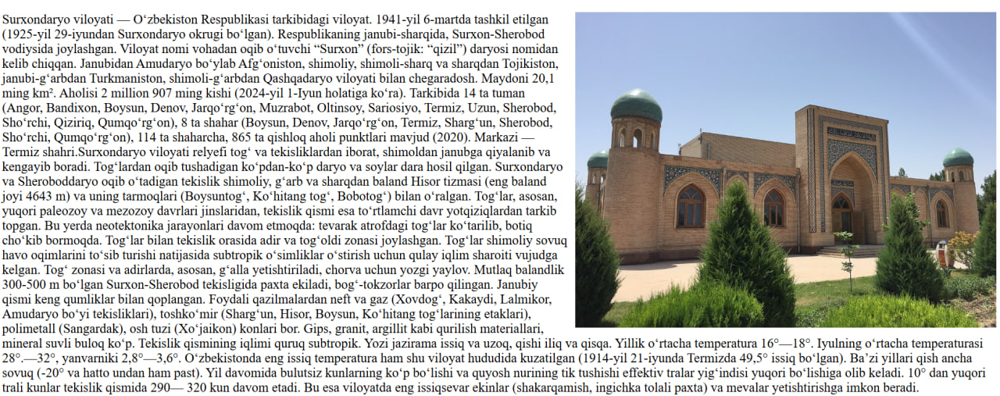 Surxondaryo viloyati — Oʻzbekiston Respublikasi tarkibidagi viloyat. 1941-yil 6-martda tashkil etilgan
(1925-yil 29-iyundan Surxondaryo okrugi boʻlgan). Respublikaning janubi-sharqida, Surxon-Sherobod
vodiysida joylashgan. Viloyat nomi vohadan oqib oʻtuvchi “Surxon” (fors-tojik: “qizil”) daryosi nomidan
kelib chiqqan. Janubidan Amudaryo boʻylab Afgʻoniston, shimoliy, shimoli-sharq va sharqdan Tojikiston,
janubi-gʻarbdan Turkmaniston, shimoli-gʻarbdan Qashqadaryo viloyati bilan chegaradosh. Maydoni 20,1
ming km². Aholisi 2 million 907 ming kishi (2024-yil 1-Iyun holatiga koʻra). Tarkibida 14 ta tuman
(Angor, Bandixon, Boysun, Denov, Jarqoʻrgʻon, Muzrabot, Oltinsoy, Sariosiyo, Termiz, Uzun, Sherobod,
Shoʻrchi, Qiziriq, Qumqoʻrgʻon), 8 ta shahar (Boysun, Denov, Jarqoʻrgʻon, Termiz, Shargʻun, Sherobod,
Shoʻrchi, Qumqoʻrgʻon), 114 ta shaharcha, 865 ta qishloq aholi punktlari mavjud (2020). Markazi —
Termiz shahri.Surxondaryo viloyati relyefi togʻ va tekisliklardan iborat, shimoldan janubga qiyalanib va
kengayib boradi. Togʻlardan oqib tushadigan koʻpdan-koʻp daryo va soylar dara hosil qilgan. Surxondaryo
va Sheroboddaryo oqib oʻtadigan tekislik shimoliy, gʻarb va sharqdan baland Hisor tizmasi (eng baland
joyi 4643 m) va uning tarmoqlari (Boysuntogʻ, Koʻhitang togʻ, Bobotogʻ) bilan oʻralgan. Togʻlar, asosan,
yuqori paleozoy va mezozoy davrlari jinslaridan, tekislik qismi esa toʻrtlamchi davr yotqiziqlardan tarkib
topgan. Bu yerda neotektonika jarayonlari davom etmoqda: tevarak atrofdagi togʻlar koʻtarilib, botiq
choʻkib bormoqda. Togʻlar bilan tekislik orasida adir va togʻoldi zonasi joylashgan. Togʻlar shimoliy sovuq
havo oqimlarini toʻsib turishi natijasida subtropik oʻsimliklar oʻstirish uchun qulay iqlim sharoiti vujudga
kelgan. Togʻ zonasi va adirlarda, asosan, gʻalla yetishtiriladi, chorva uchun yozgi yaylov. Mutlaq balandlik
300-500 m boʻlgan Surxon-Sherobod tekisligida paxta ekiladi, bogʻ-tokzorlar barpo qilingan. Janubiy
qismi keng qumliklar bilan qoplangan. Foydali qazilmalardan neft va gaz (Xovdogʻ, Kakaydi, Lalmikor,
Amudaryo boʻyi tekisliklari), toshkoʻmir (Shargʻun, Hisor, Boysun, Koʻhitang togʻlarining etaklari),
polimetall (Sangardak), osh tuzi (Xoʻjaikon) konlari bor. Gips, granit, argillit kabi qurilish materiallari,
mineral suvli buloq koʻp. Tekislik qismining iqlimi quruq subtropik. Yozi jazirama issiq va uzoq, qishi iliq va qisqa. Yillik oʻrtacha temperatura 16°—18°. Iyulning oʻrtacha temperaturasi
28°.—32°, yanvarniki 2,8°—3,6°. Oʻzbekistonda eng issiq temperatura ham shu viloyat hududida kuzatilgan (1914-yil 21-iyunda Termizda 49,5° issiq boʻlgan). Baʼzi yillari qish ancha
sovuq (-20° va hatto undan ham past). Yil davomida bulutsiz kunlarning koʻp boʻlishi va quyosh nurining tik tushishi effektiv tralar yigʻindisi yuqori boʻlishiga olib keladi. 10° dan yuqori
trali kunlar tekislik qismida 290— 320 kun davom etadi. Bu esa viloyatda eng issiqsevar ekinlar (shakarqamish, ingichka tolali paxta) va mevalar yetishtirishga imkon beradi.